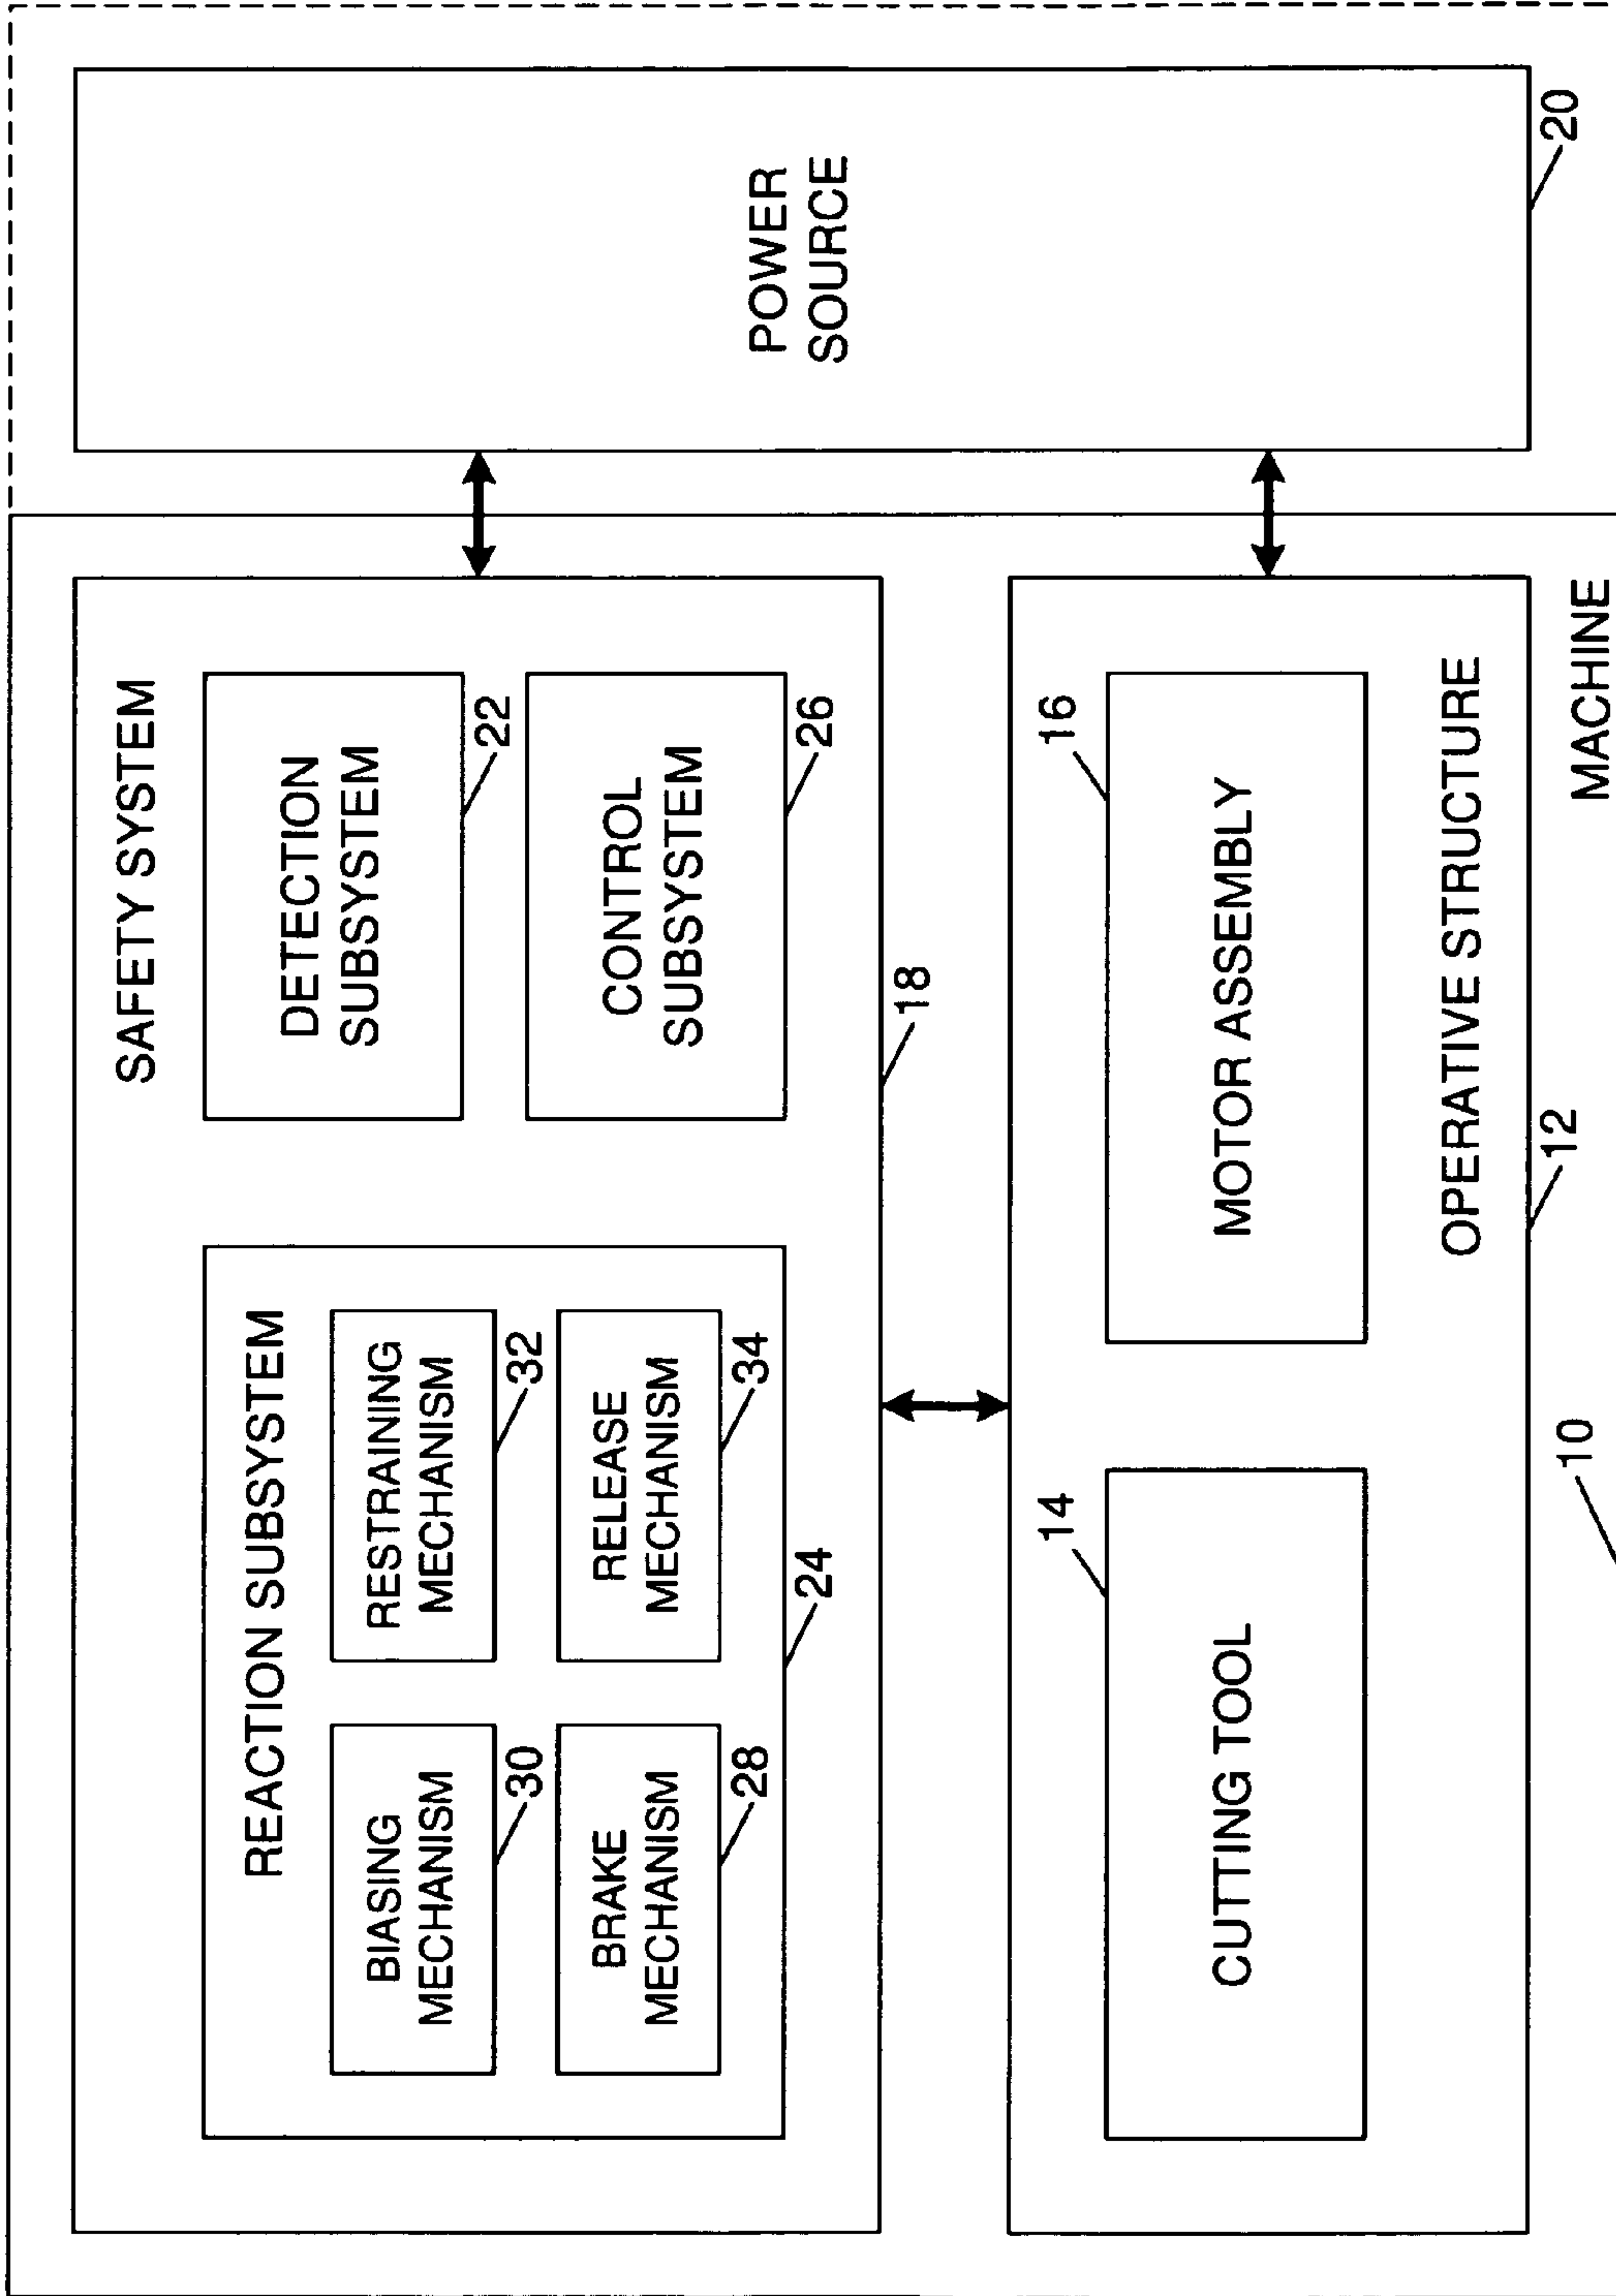 SAFETY SYSTEM
REACTION SUBSYSTEM
BIASING
MECHANISM
30
RESTRAINING
MECHANISM
32
BRAKE
MECHANISM
28
RELEASE
MECHANISM
34
24
DETECTION
SUBSYSTEM
22
CONTROL
SUBSYSTEM
26
18
POWER
SOURCE
20
14
CUTTING TOOL
16
MOTOR ASSEMBLY
OPERATIVE STRUCTURE
12
10
MACHINE